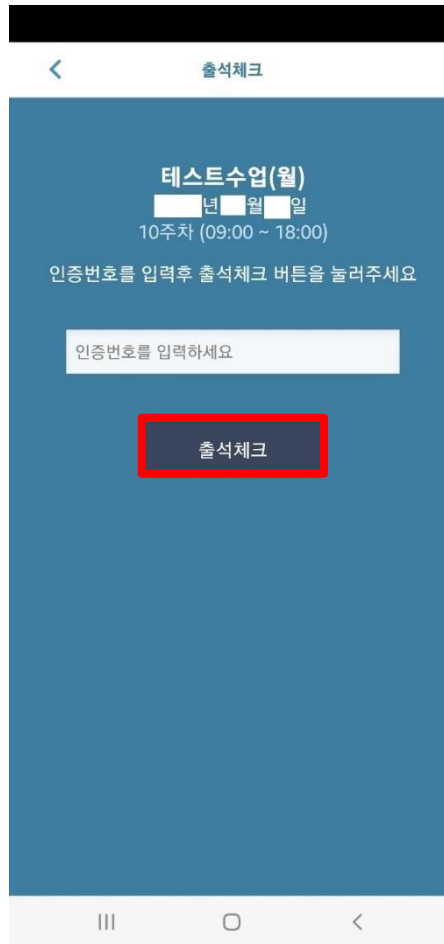 출석체크
테스트수업(월)
년 월 일
10주차 (09:00 ~ 18:00)
인증번호를 입력후 출석체크 버튼을 눌러주세요
인증번호를 입력하세요
출석체크